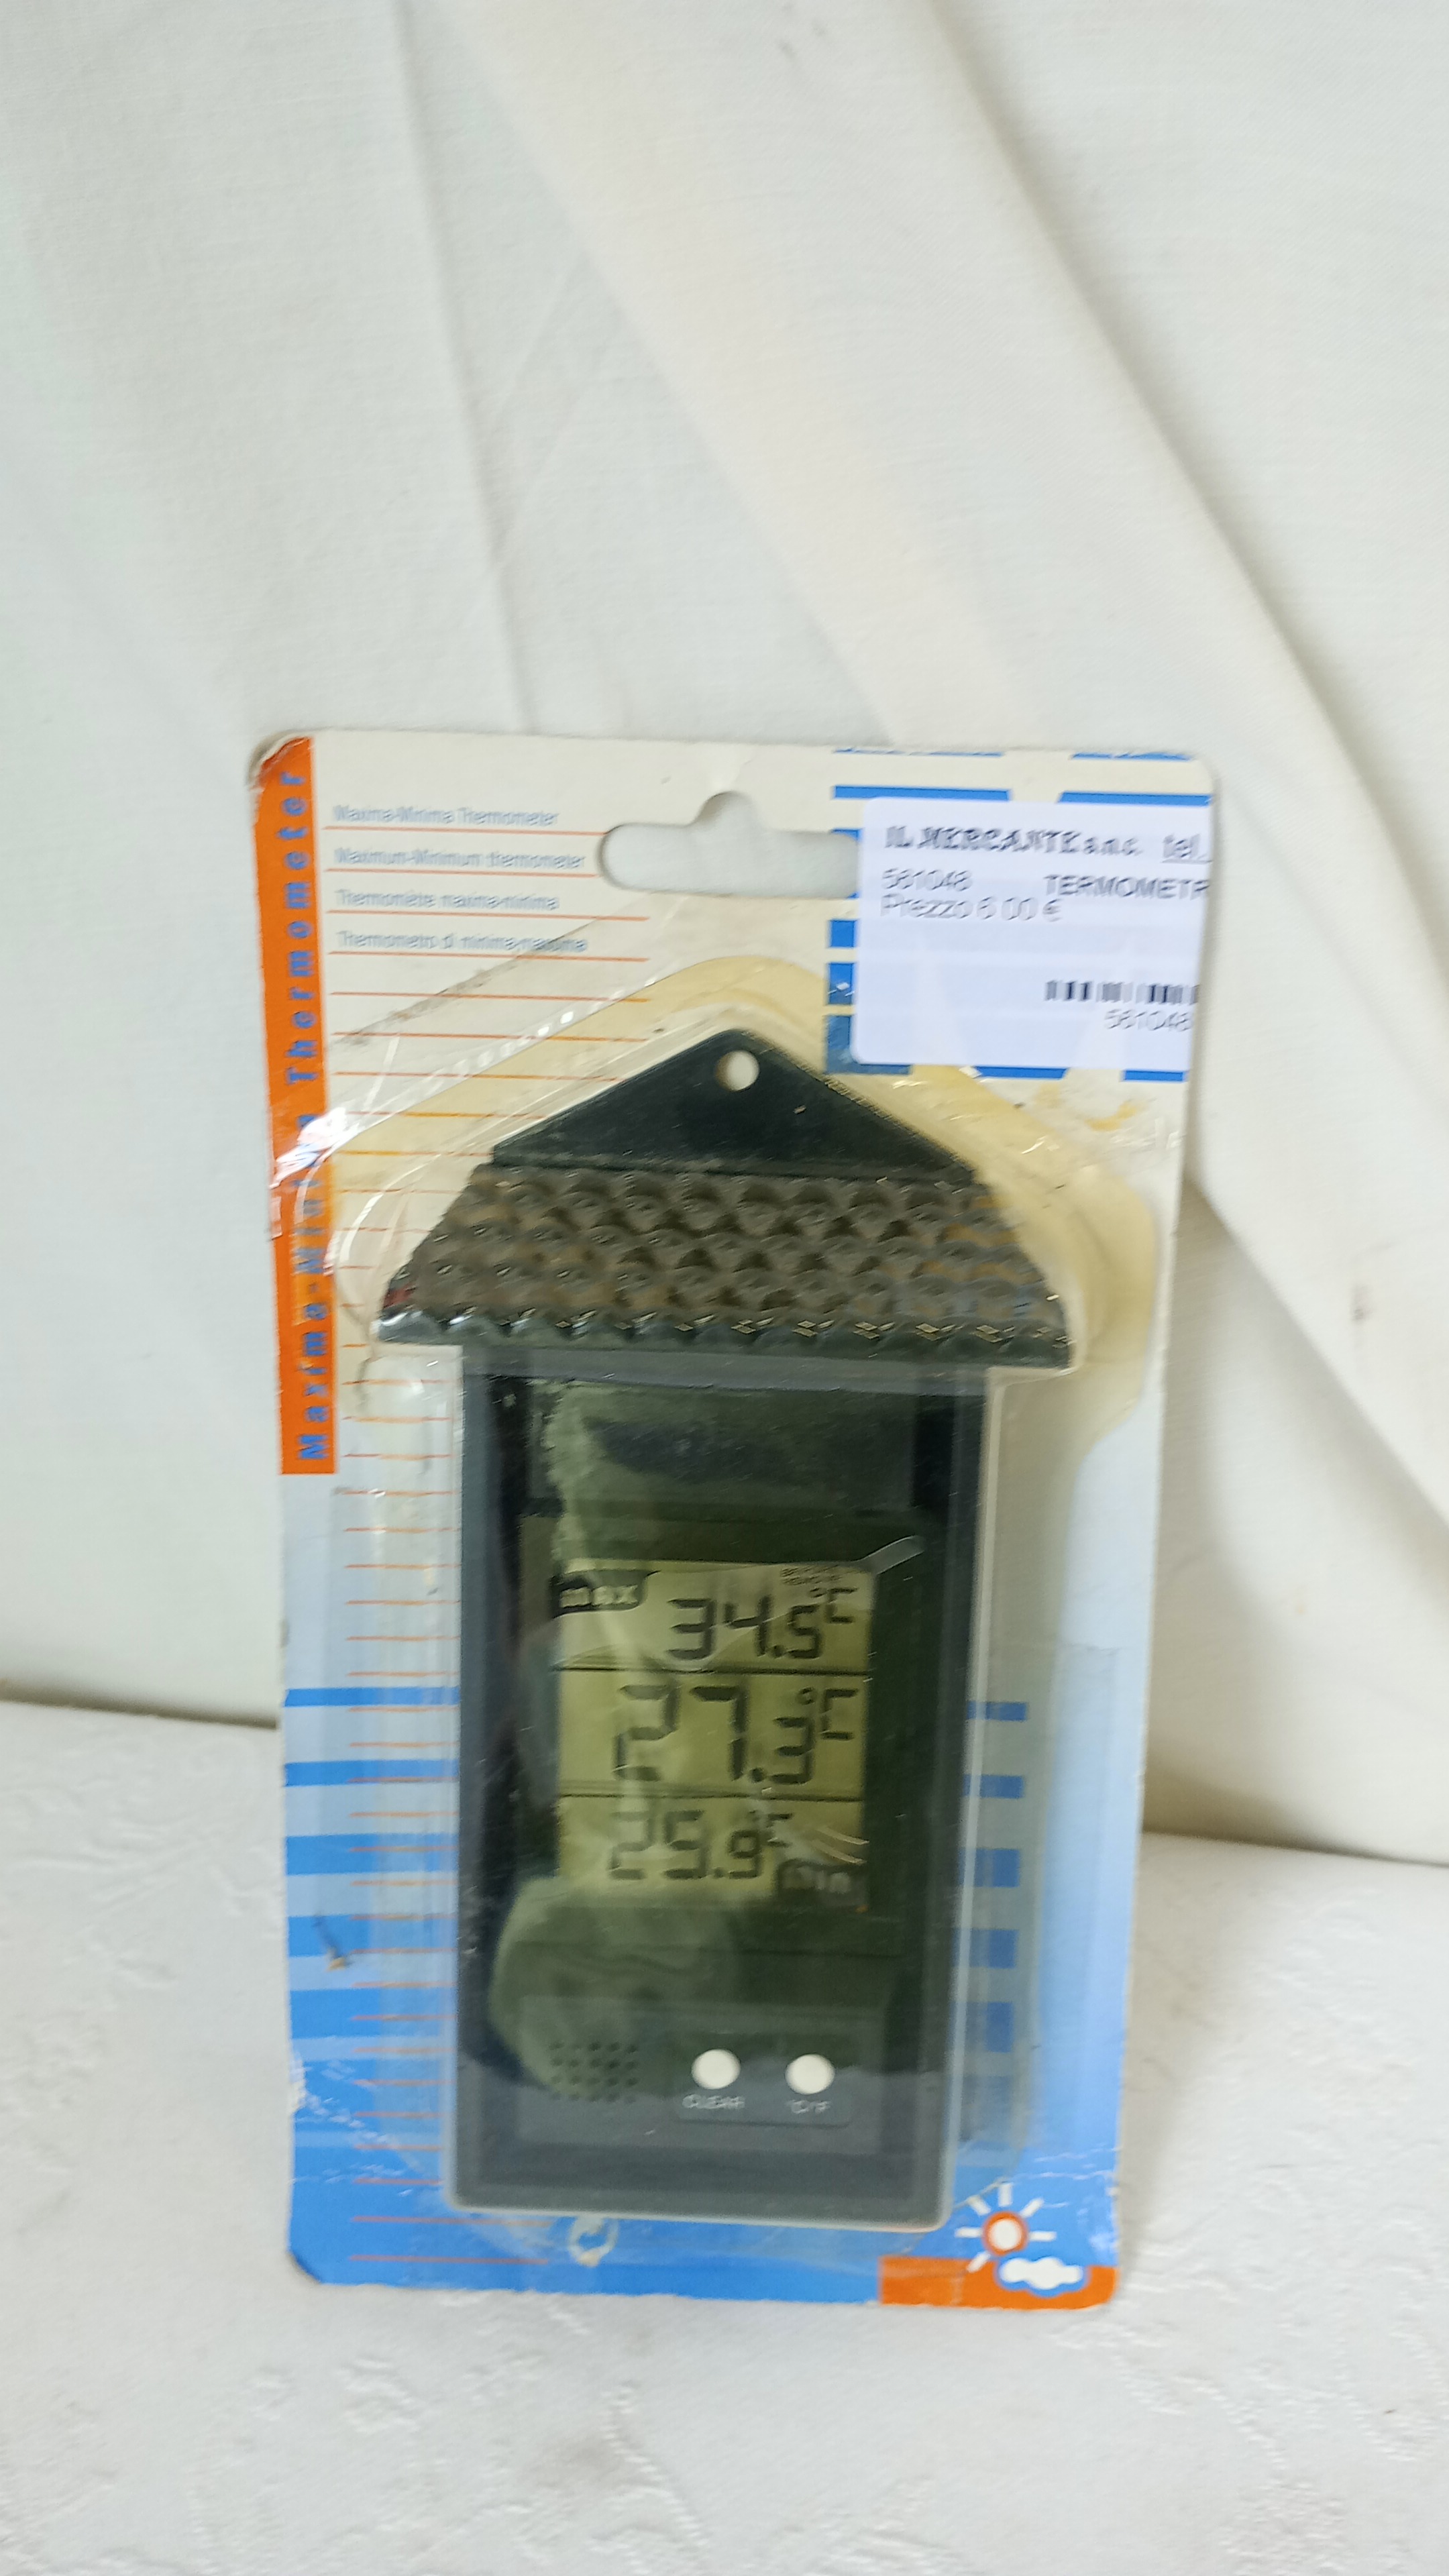 Maxima-Minima Thermometer
Maxima-Minima Thermometer
Maximum-Minimum thermometer
Thermomètre maxima-minima
Thermometro di minima-maxima
IL MERCANTE s.n.c. tel.
581048 TERMOMETR
Prezzo 6 00 €
581048
max
34.5°C
27.3°C
25.9°C
min
CLEAR °C/°F